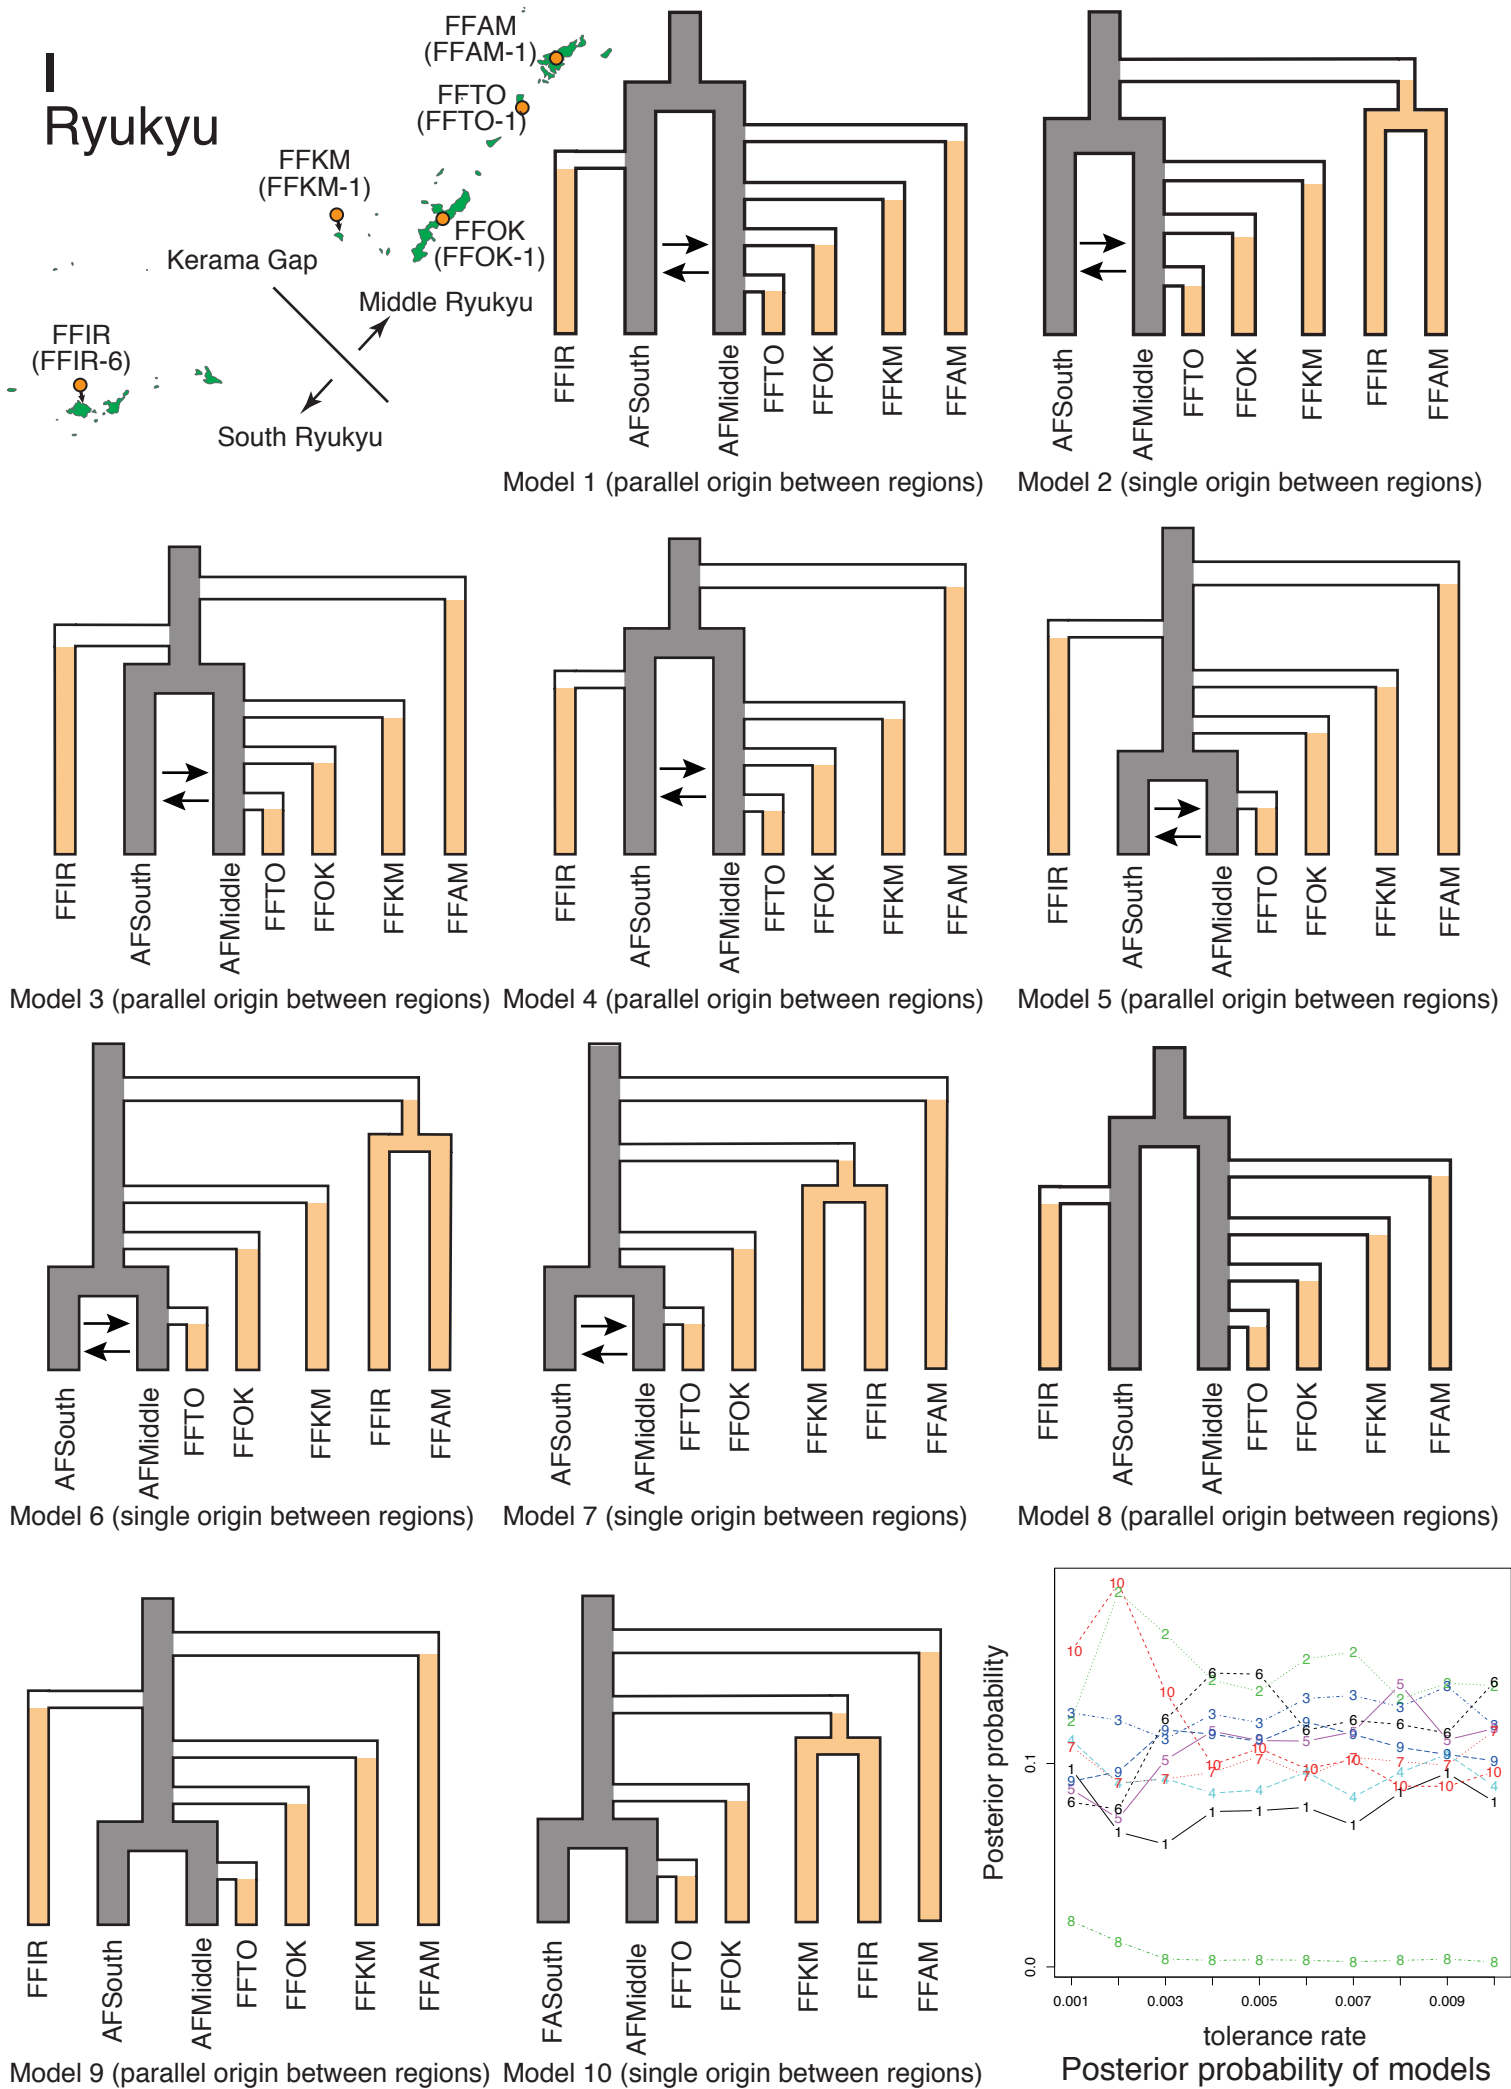 I
Ryukyu
FFAM
(FFAM-1)
FFTO
(FFTO-1)
FFKM
(FFKM-1)
FFOK
(FFOK-1)
Kerama Gap
Middle Ryukyu
FFIR
(FFIR-6)
South Ryukyu
FFIR AFSouth AFMiddle FFTO FFOK FFKM FFAM
Model 1 (parallel origin between regions)
AFSouth AFMiddle FFTO FFOK FFKM FFIR FFAM
Model 2 (single origin between regions)
FFIR AFSouth AFMiddle FFTO FFOK FFKM FFAM
Model 3 (parallel origin between regions)
FFIR AFSouth AFMiddle FFTO FFOK FFKM FFAM
Model 4 (parallel origin between regions)
FFIR AFSouth AFMiddle FFTO FFOK FFKM FFAM
Model 5 (parallel origin between regions)
AFSouth AFMiddle FFTO FFOK FFKM FFIR FFAM
Model 6 (single origin between regions)
AFSouth AFMiddle FFTO FFOK FFKM FFIR FFAM
Model 7 (single origin between regions)
FFIR AFSouth AFMiddle FFTO FFOK FFKM FFAM
Model 8 (parallel origin between regions)
FFIR AFSouth AFMiddle FFTO FFOK FFKM FFAM
Model 9 (parallel origin between regions)
FASouth AFMiddle FFTO FFOK FFKM FFIR FFAM
Model 10 (single origin between regions)
Posterior probability
0.1
0.0
0.001 0.003 0.005 0.007 0.009
tolerance rate
Posterior probability of models